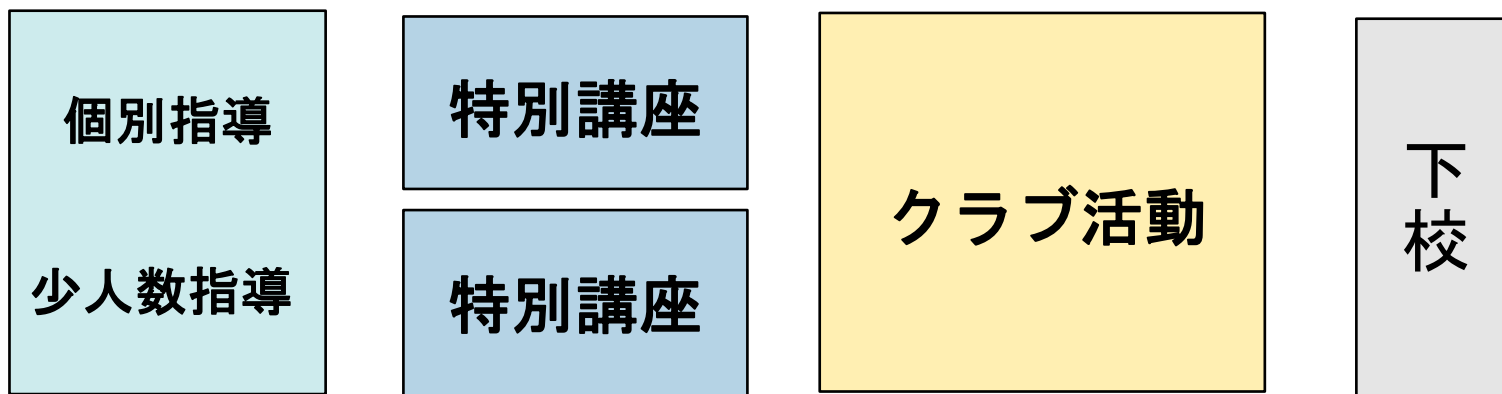 個別指導
少人数指導
特別講座
特別講座
クラブ活動
下校